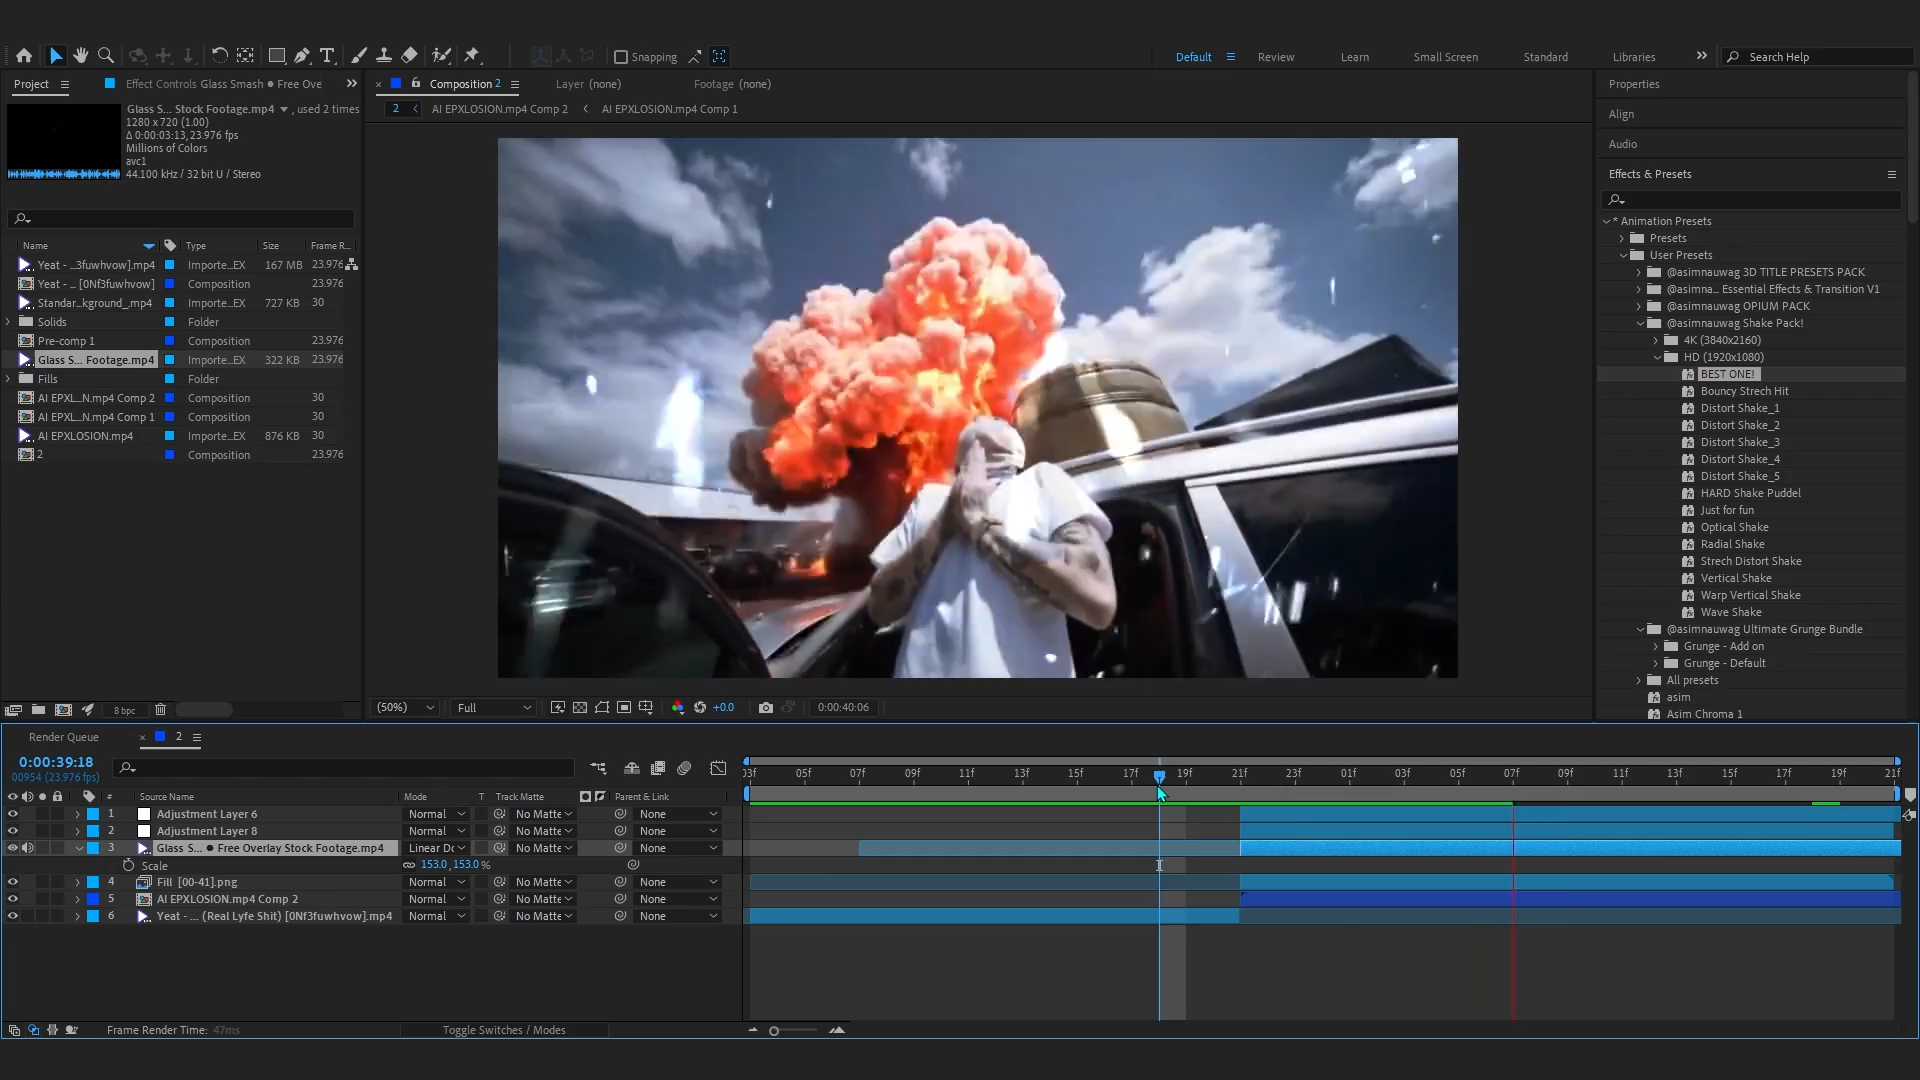 Snapping
Default
Review
Learn
Small Screen
Standard
Libraries
Search Help
Project
Effect Controls Glass Smash ● Free Ove
Composition 2
Layer (none)
Footage (none)
2
AI EPXLOSION.mp4 Comp 2
AI EPXLOSION.mp4 Comp 1
Glass S... Stock Footage.mp4 , used 2 times
1280 x 720 (1.00)
Δ 0:00:03:13, 23.976 fps
Millions of Colors
avc1
44.100 kHz / 32 bit U / Stereo
Name Type Size Frame R...
Yeat - ...3fuwhvow].mp4 Importe...EX 167 MB 23.976
Yeat - ... [0Nf3fuwhvow] Composition 23.976
Standar...kground_.mp4 Importe...EX 727 KB 30
Solids Folder
Pre-comp 1 Composition 23.976
Glass S... Footage.mp4 Importe...EX 322 KB 23.976
Fills Folder
AI EPXL...N.mp4 Comp 2 Composition 30
AI EPXL...N.mp4 Comp 1 Composition 30
AI EPXLOSION.mp4 Importe...EX 876 KB 30
2 Composition 23.976
8 bpc
(50%)
Full
+0.0
0:00:40:06
Properties
Align
Audio
Effects & Presets
* Animation Presets
Presets
User Presets
@asimnauwag 3D TITLE PRESETS PACK
@asimna... Essential Effects & Transition V1
@asimnauwag OPIUM PACK
@asimnauwag Shake Pack!
4K (3840x2160)
HD (1920x1080)
BEST ONE!
Bouncy Strech Hit
Distort Shake_1
Distort Shake_2
Distort Shake_3
Distort Shake_4
Distort Shake_5
HARD Shake Puddel
Just for fun
Optical Shake
Radial Shake
Strech Distort Shake
Vertical Shake
Warp Vertical Shake
Wave Shake
@asimnauwag Ultimate Grunge Bundle
Grunge - Add on
Grunge - Default
All presets
asim
Asim Chroma 1
Render Queue
2
0:00:39:18
00954 (23.976 fps)
03f 05f 07f 09f 11f 13f 15f 17f 19f 21f 23f 01f 03f 05f 07f 09f 11f 13f 15f 17f 19f 21f
# Source Name Mode T Track Matte Parent & Link
1 Adjustment Layer 6 Normal No Matte None
2 Adjustment Layer 8 Normal No Matte None
3 Glass S... ● Free Overlay Stock Footage.mp4 Linear Do No Matte None
Scale 153.0, 153.0 %
4 Fill_[00-41].png Normal No Matte None
5 AI EPXLOSION.mp4 Comp 2 Normal No Matte None
6 Yeat - ... (Real Lyfe Shit) [0Nf3fuwhvow].mp4 Normal No Matte None
Frame Render Time: 47ms
Toggle Switches / Modes